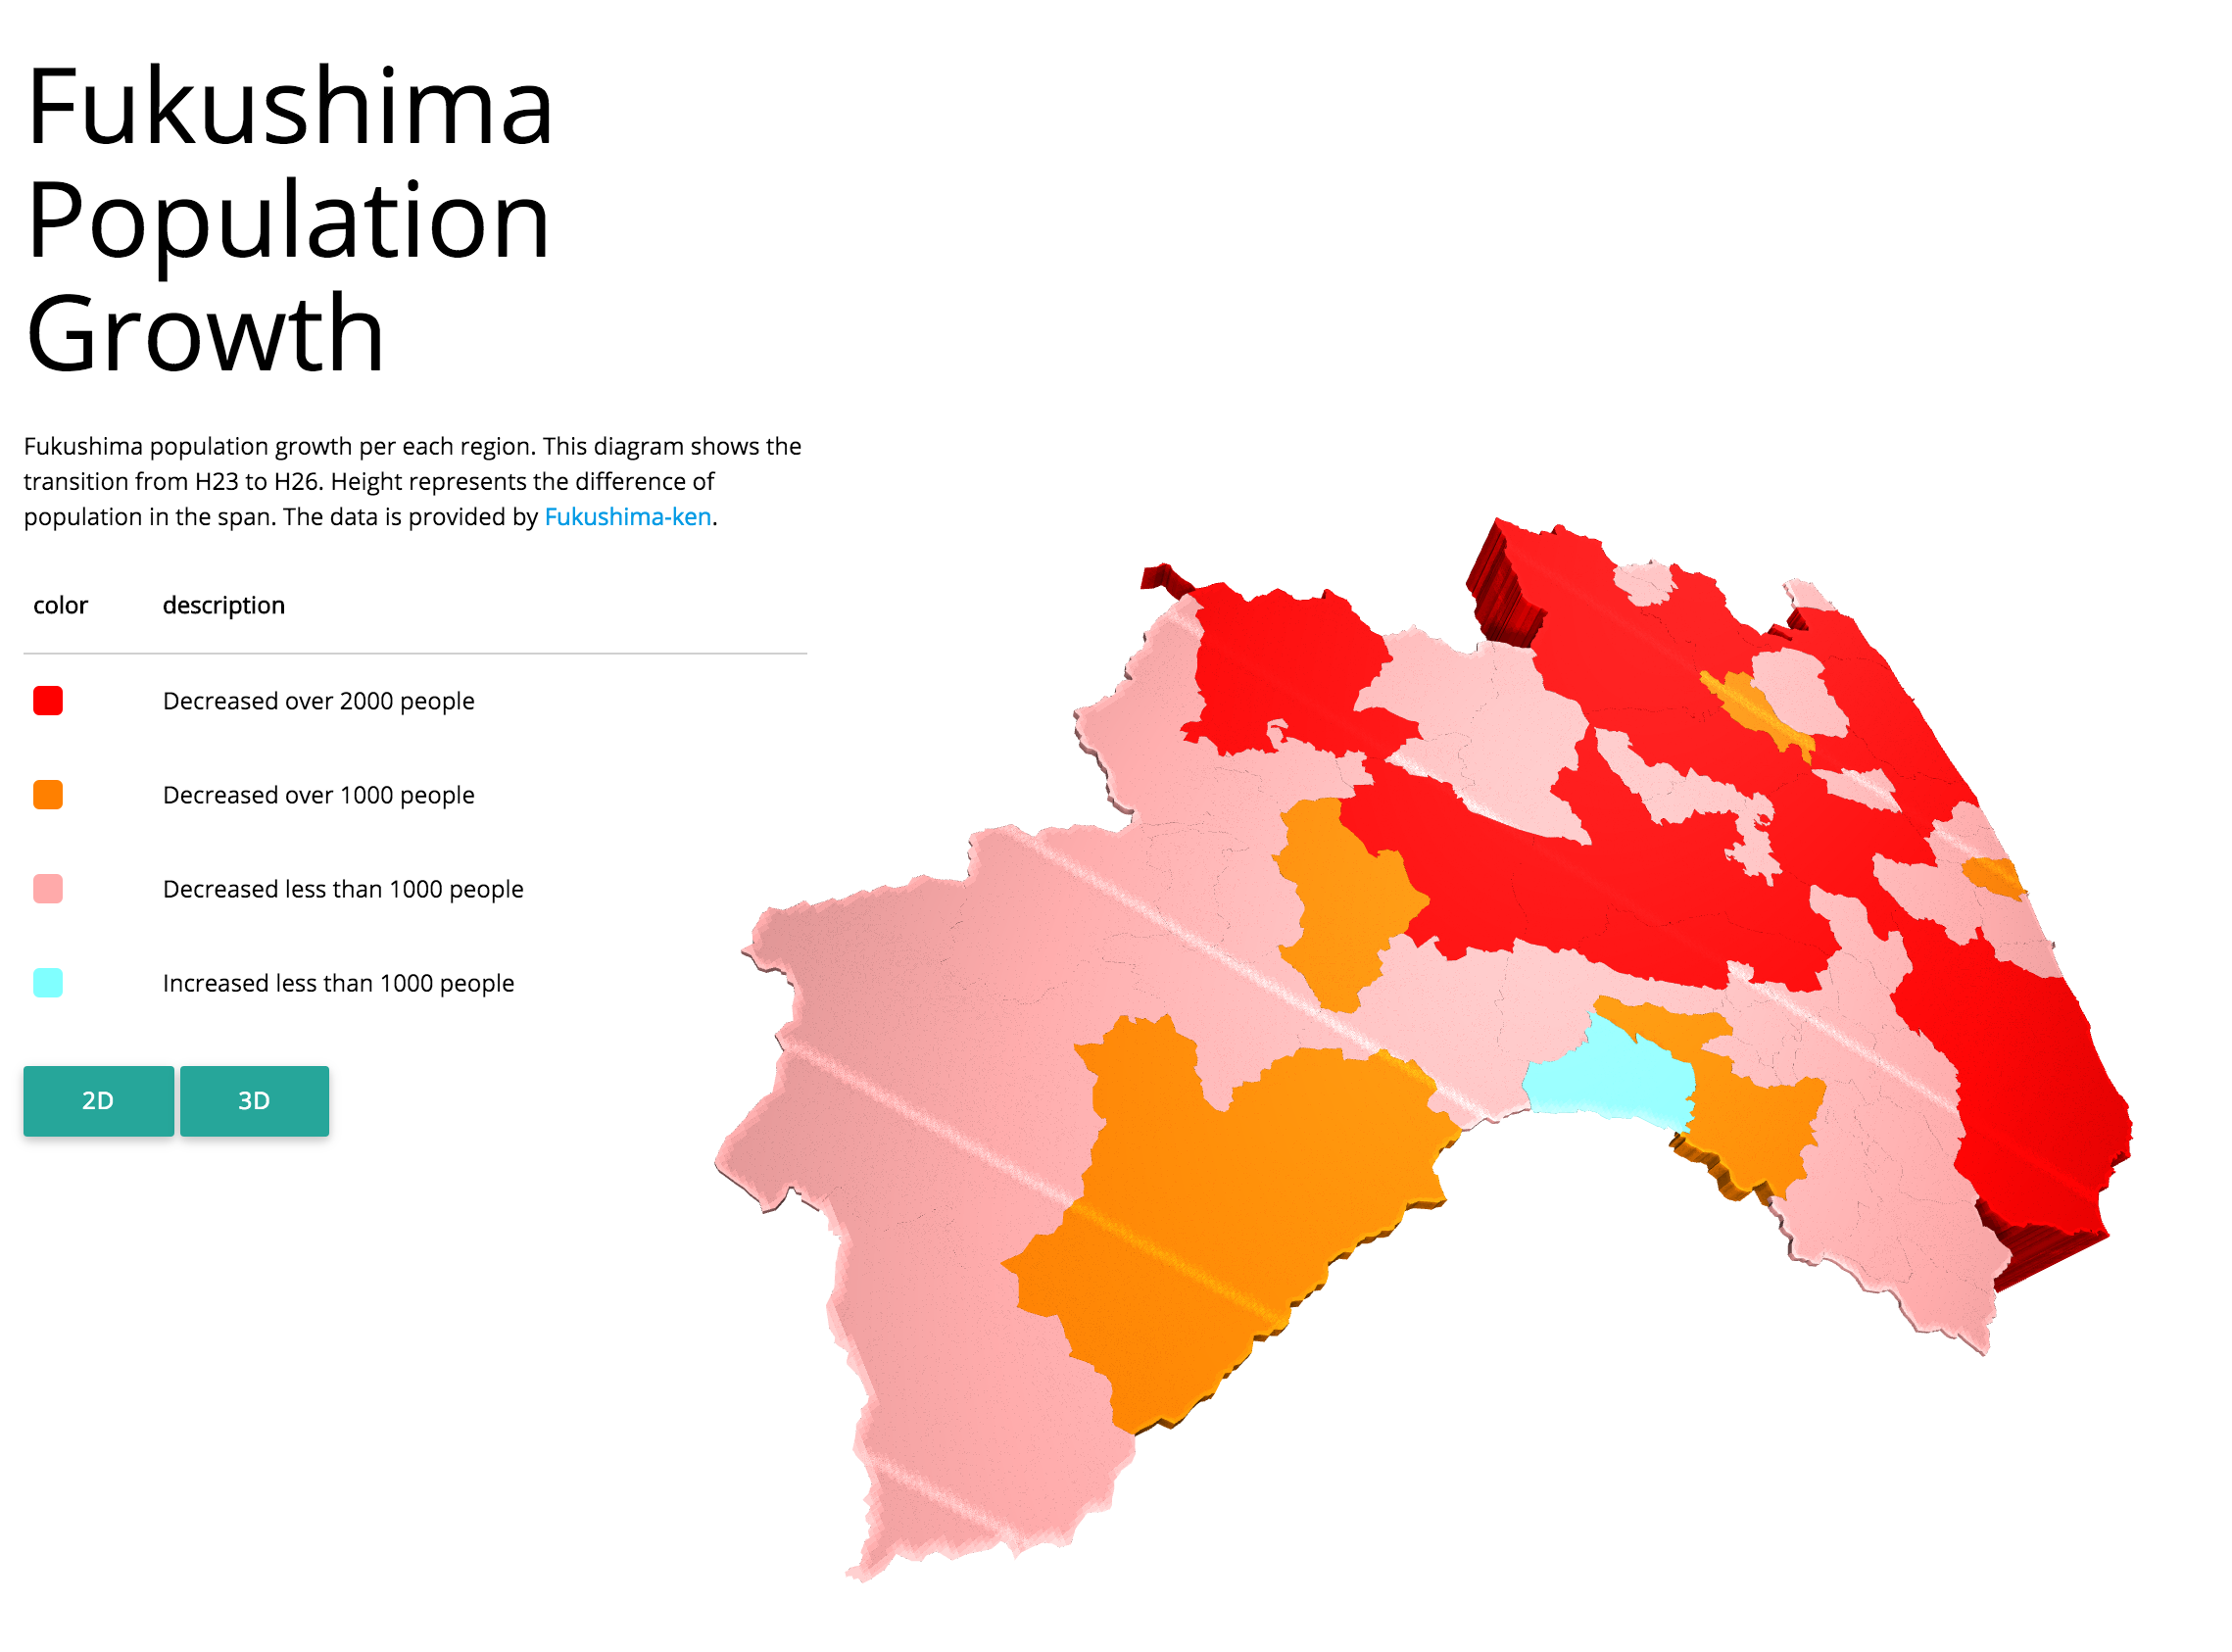 Fukushima
Population
Growth
Fukushima population growth per each region. This diagram shows the
transition from H23 to H26. Height represents the difference of
population in the span. The data is provided by Fukushima-ken.
color description
Decreased over 2000 people
Decreased over 1000 people
Decreased less than 1000 people
Increased less than 1000 people
2D 3D